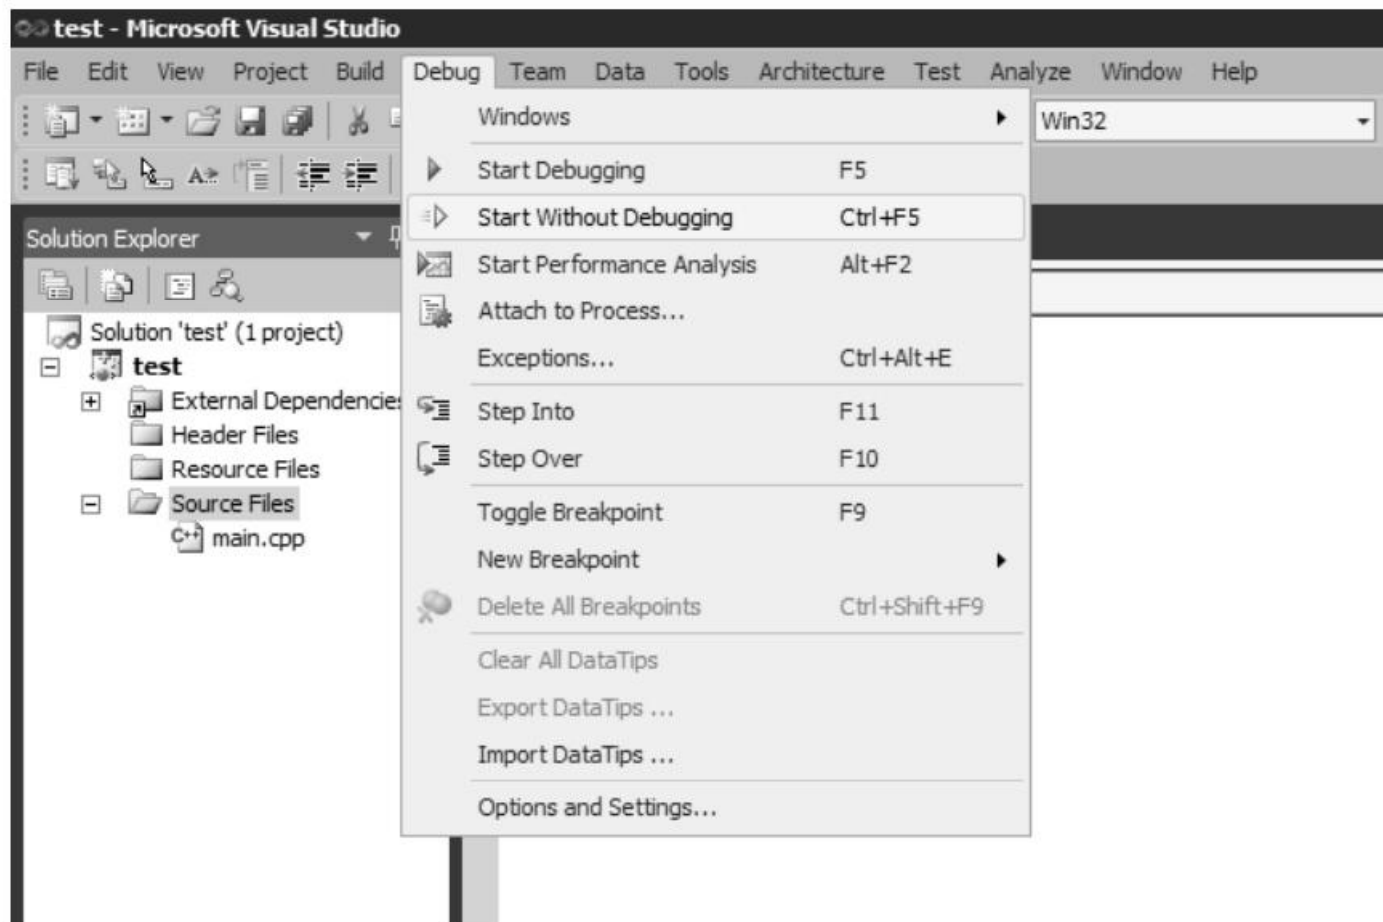 test - Microsoft Visual Studio
File Edit View Project Build Debug Team Data Tools Architecture Test Analyze Window Help
Win32
Solution Explorer
Solution 'test' (1 project)
test
External Dependencies
Header Files
Resource Files
Source Files
main.cpp
Windows
Start Debugging F5
Start Without Debugging Ctrl+F5
Start Performance Analysis Alt+F2
Attach to Process...
Exceptions... Ctrl+Alt+E
Step Into F11
Step Over F10
Toggle Breakpoint F9
New Breakpoint
Delete All Breakpoints Ctrl+Shift+F9
Clear All DataTips
Export DataTips ...
Import DataTips ...
Options and Settings...